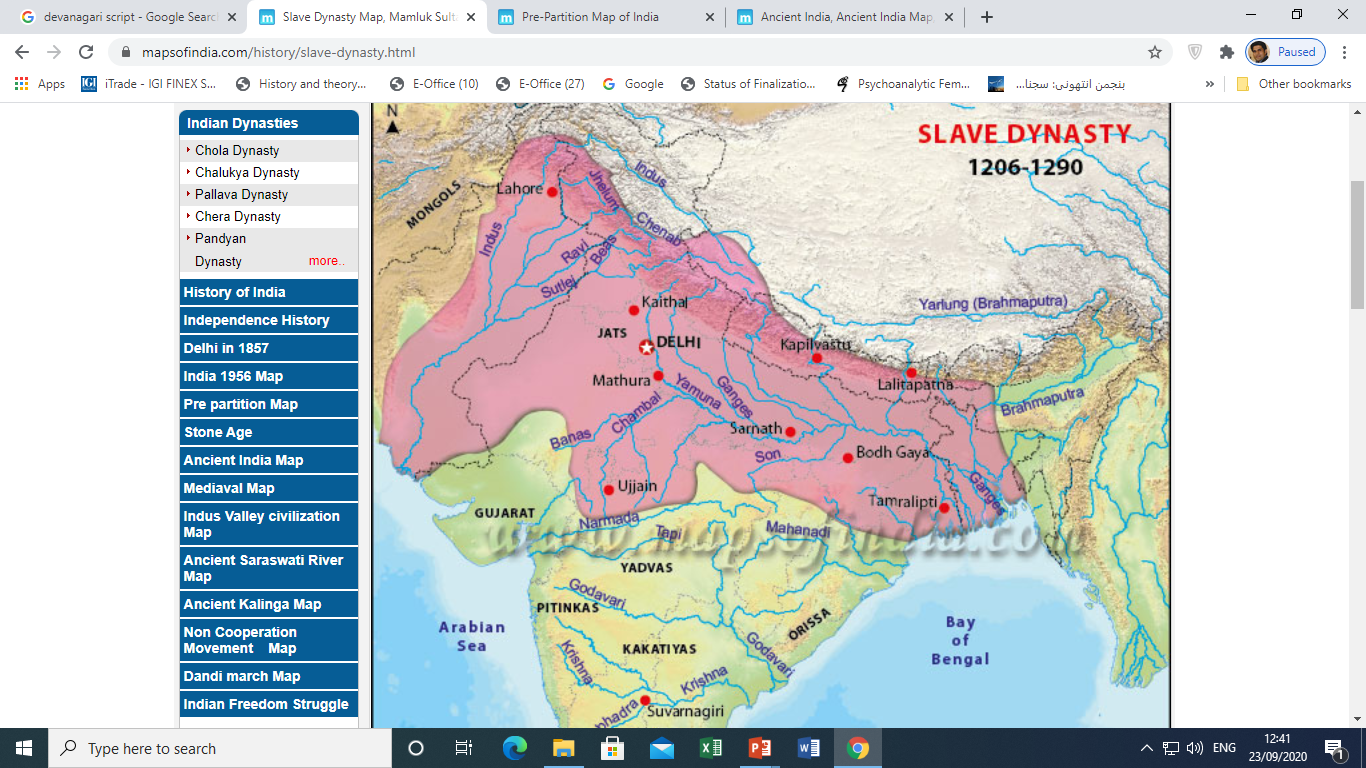 devanagari script - Google Searc
Slave Dynasty Map, Mamluk Sult
Pre-Partition Map of India
Ancient India, Ancient India Map,
mapsofindia.com/history/slave-dynasty.html
Paused
Apps
iTrade - IGI FINEX S...
History and theory...
E-Office (10)
E-Office (27)
Google
Status of Finalizatio...
Psychoanalytic Fem...
بنجمن انتھونی: سجنا...
»
Other bookmarks
Indian Dynasties
Chola Dynasty
Chalukya Dynasty
Pallava Dynasty
Chera Dynasty
Pandyan
Dynasty
more..
History of India
Independence History
Delhi in 1857
India 1956 Map
Pre partition Map
Stone Age
Ancient India Map
Mediaval Map
Indus Valley civilization
Map
Ancient Saraswati River
Map
Ancient Kalinga Map
Non Cooperation
Movement Map
Dandi march Map
Indian Freedom Struggle
N
SLAVE DYNASTY
1206-1290
MONGOLS
Lahore
Indus
Jhelum
Chenab
Indus
Ravi
Beas
Sutlej
Kaithal
JATS
DELHI
Yarlung (Brahmaputra)
Kapilvastu
Lalitapatna
Mathura
Yamuna
Ganges
Brahmaputra
Banas
Chambal
Sarnath
Son
Bodh Gaya
Ujjain
Tamralipti
Ganges
GUJARAT
Narmada
Tapi
Mahanadi
www.mapsofindia.com
YADVAS
Godavari
PITINKAS
ORISSA
Arabian
Sea
KAKATIYAS
Godavari
Bay
of
Bengal
Krishna
Krishna
Suvarnagiri
Type here to search
ENG
12:41
23/09/2020
1